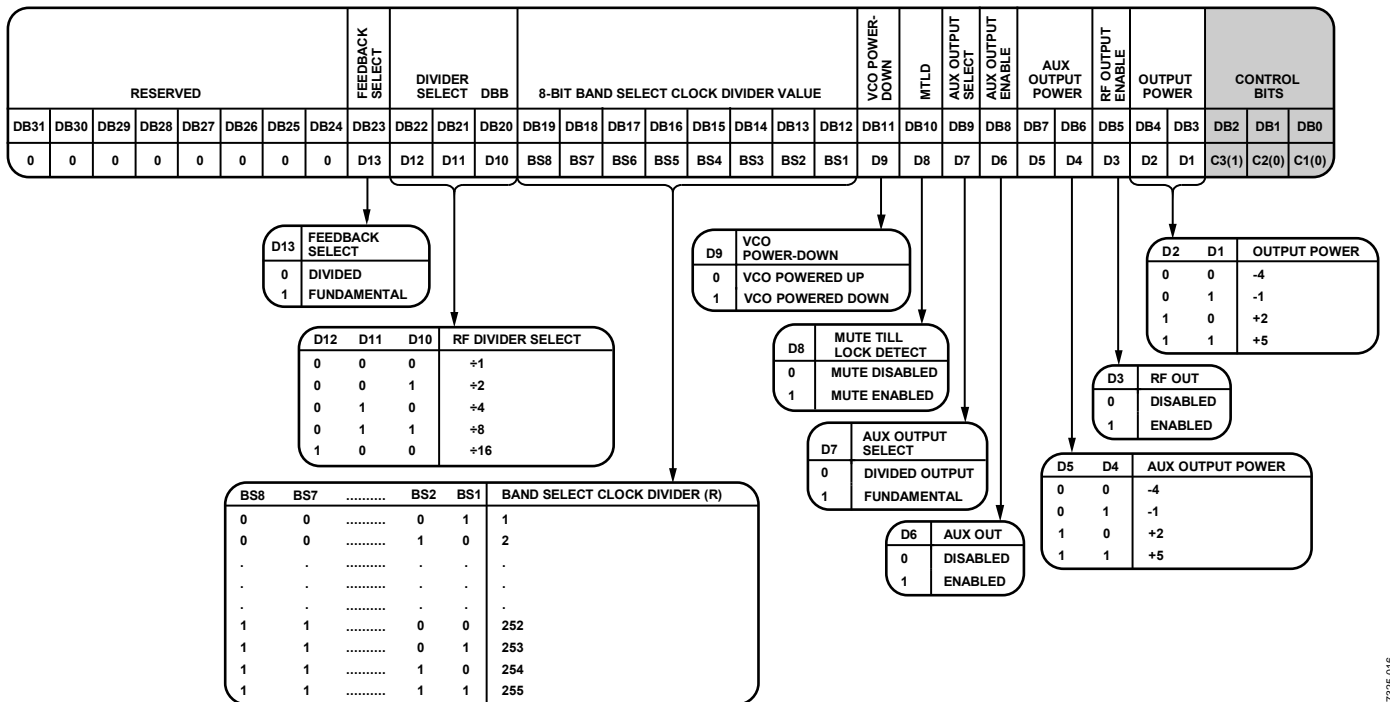 RESERVED
FEEDBACK
SELECT
DIVIDER
SELECT DBB
8-BIT BAND SELECT CLOCK DIVIDER VALUE
VCO POWER-
DOWN
MTLD
AUX OUTPUT
SELECT
AUX OUTPUT
ENABLE
AUX
OUTPUT
POWER
RF OUTPUT
ENABLE
OUTPUT
POWER
CONTROL
BITS
DB31 DB30 DB29 DB28 DB27 DB26 DB25 DB24 DB23 DB22 DB21 DB20 DB19 DB18 DB17 DB16 DB15 DB14 DB13 DB12 DB11 DB10 DB9 DB8 DB7 DB6 DB5 DB4 DB3 DB2 DB1 DB0
0 0 0 0 0 0 0 0 D13 D12 D11 D10 BS8 BS7 BS6 BS5 BS4 BS3 BS2 BS1 D9 D8 D7 D6 D5 D4 D3 D2 D1 C3(1) C2(0) C1(0)
D13 FEEDBACK
SELECT
0 DIVIDED
1 FUNDAMENTAL
D12 D11 D10 RF DIVIDER SELECT
0 0 0 ÷1
0 0 1 ÷2
0 1 0 ÷4
0 1 1 ÷8
1 0 0 ÷16
BS8 BS7 .......... BS2 BS1 BAND SELECT CLOCK DIVIDER (R)
0 0 .......... 0 1 1
0 0 .......... 1 0 2
. . .......... . . .
. . .......... . . .
. . .......... . . .
1 1 .......... 0 0 252
1 1 .......... 0 1 253
1 1 .......... 1 0 254
1 1 .......... 1 1 255
D9 VCO
POWER-DOWN
0 VCO POWERED UP
1 VCO POWERED DOWN
D8 MUTE TILL
LOCK DETECT
0 MUTE DISABLED
1 MUTE ENABLED
D7 AUX OUTPUT
SELECT
0 DIVIDED OUTPUT
1 FUNDAMENTAL
D6 AUX OUT
0 DISABLED
1 ENABLED
D5 D4 AUX OUTPUT POWER
0 0 -4
0 1 -1
1 0 +2
1 1 +5
D3 RF OUT
0 DISABLED
1 ENABLED
D2 D1 OUTPUT POWER
0 0 -4
0 1 -1
1 0 +2
1 1 +5